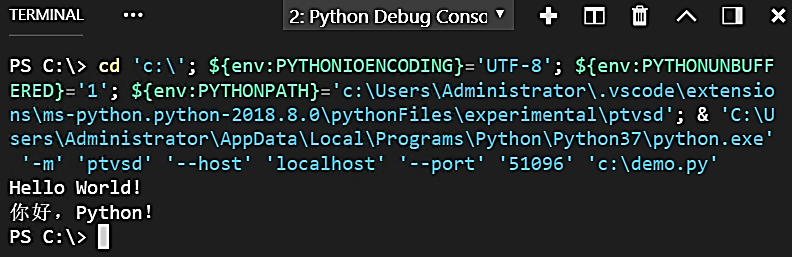 TERMINAL ••• 2: Python Debug Consc
PS C:\> cd 'c:\'; ${env:PYTHONIOENCODING}='UTF-8'; ${env:PYTHONUNBUFF
ERED}='1'; ${env:PYTHONPATH}='c:\Users\Administrator\.vscode\extensio
ns\ms-python.python-2018.8.0\pythonFiles\experimental\ptvsd'; & 'C:\U
sers\Administrator\AppData\Local\Programs\Python\Python37\python.exe'
 '-m' 'ptvsd' '--host' 'localhost' '--port' '51096' 'c:\demo.py'
Hello World!
你好，Python!
PS C:\>